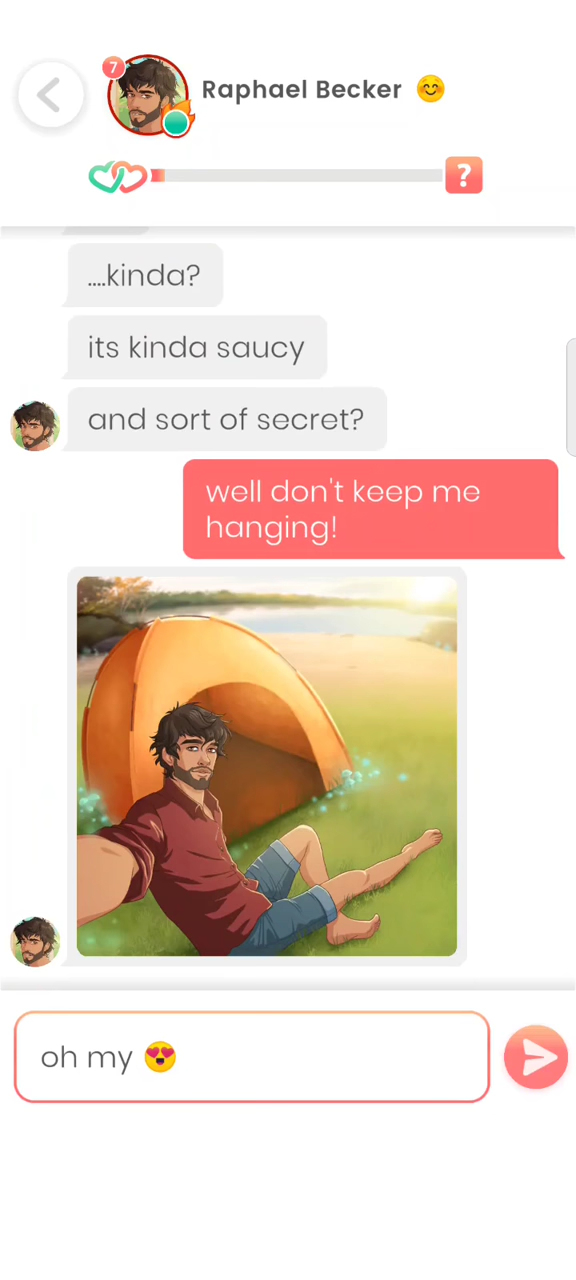 7
Raphael Becker 😊
?
....kinda?
its kinda saucy
and sort of secret?
well don't keep me
hanging!
oh my 😍